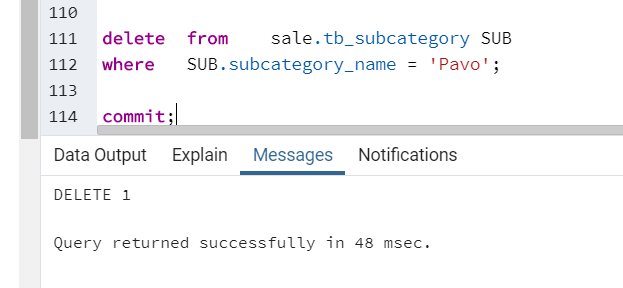 110
111 delete from sale.tb_subcategory SUB
112 where SUB.subcategory_name = 'Pavo';
113
114 commit;
Data Output Explain Messages Notifications
DELETE 1
Query returned successfully in 48 msec.